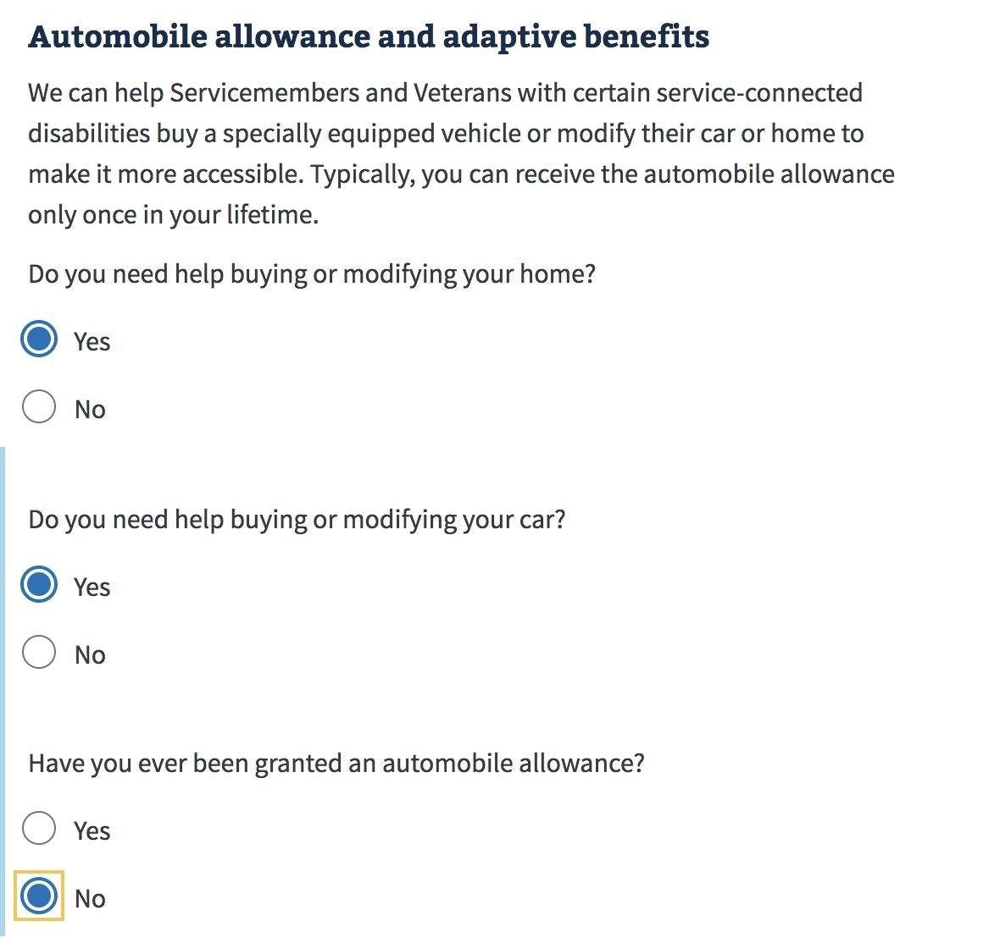 Automobile allowance and adaptive benefits
We can help Servicemembers and Veterans with certain service-connected
disabilities buy a specially equipped vehicle or modify their car or home to
make it more accessible. Typically, you can receive the automobile allowance
only once in your lifetime.
Do you need help buying or modifying your home?
Yes
No
Do you need help buying or modifying your car?
Yes
No
Have you ever been granted an automobile allowance?
Yes
No